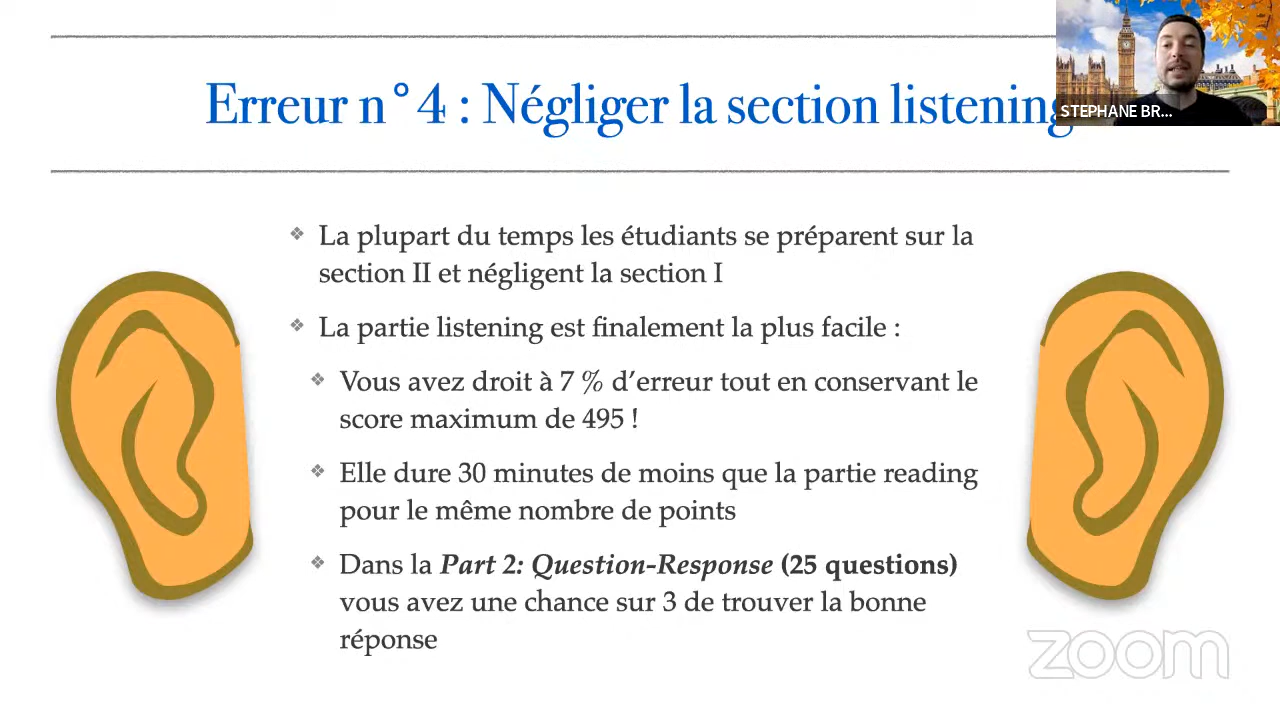 Erreur n°4 : Négliger la section listening
STEPHANE BR...
❖ La plupart du temps les étudiants se préparent sur la
section II et négligent la section I
❖ La partie listening est finalement la plus facile :
❖ Vous avez droit à 7 % d'erreur tout en conservant le
score maximum de 495 !
❖ Elle dure 30 minutes de moins que la partie reading
pour le même nombre de points
❖ Dans la Part 2: Question-Response (25 questions)
vous avez une chance sur 3 de trouver la bonne
réponse
zoom